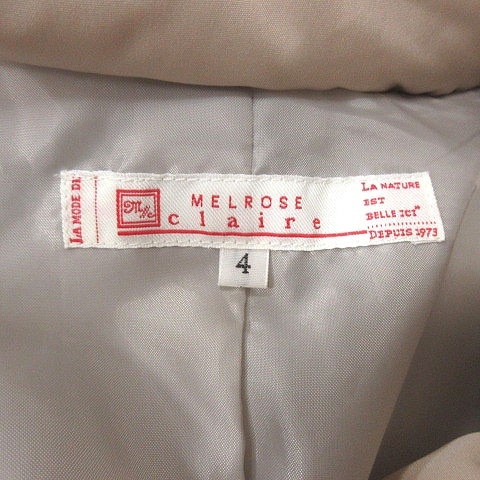 LA MODE DE
MELROSE
claire
LA NATURE
EST
BELLE ICI"
DEPUIS 1973
4